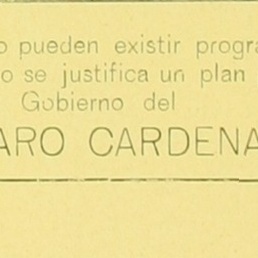 o pueden existir progra
o se justifica un plan
Gobierno del
ARO CARDENA